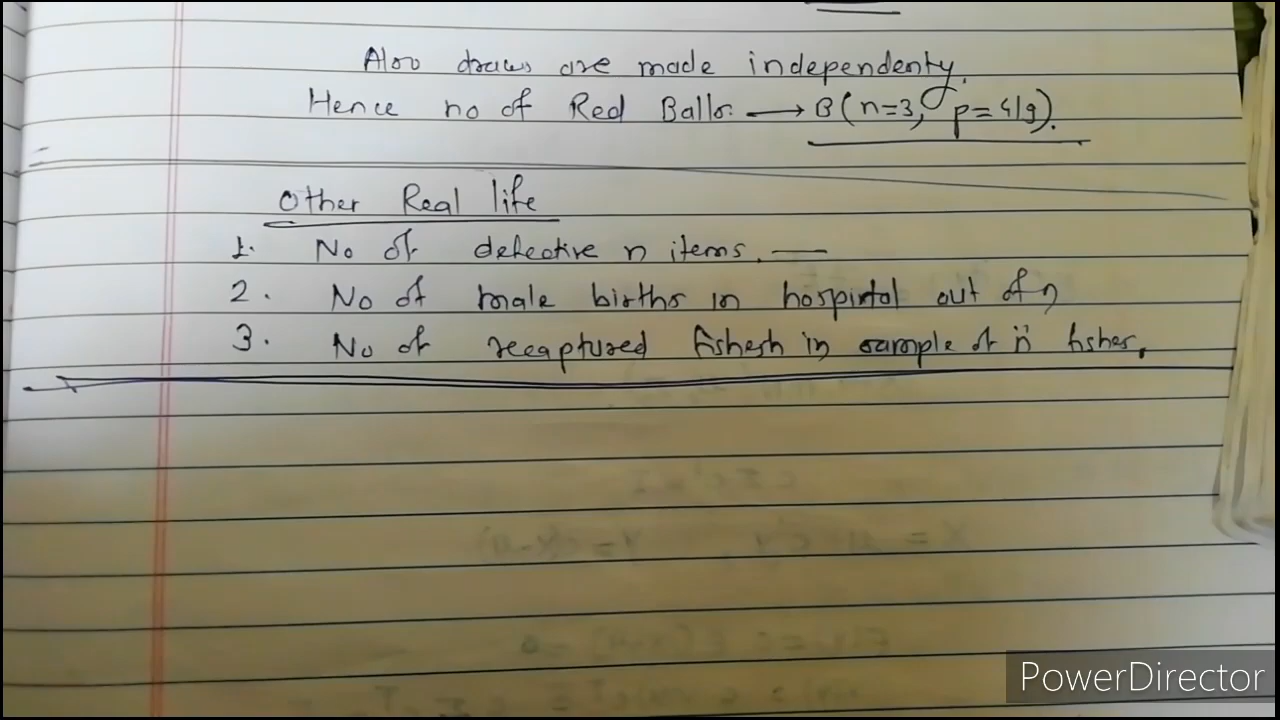 Also draws are made independenty.
Hence no of Red Balls. → B(n=3, p=4/9).
Other Real life
1. No of defective n items. —
2. No of male births in hospintal out of n
3. No of recaptured fishesh in sample of "n" fishes.
PowerDirector